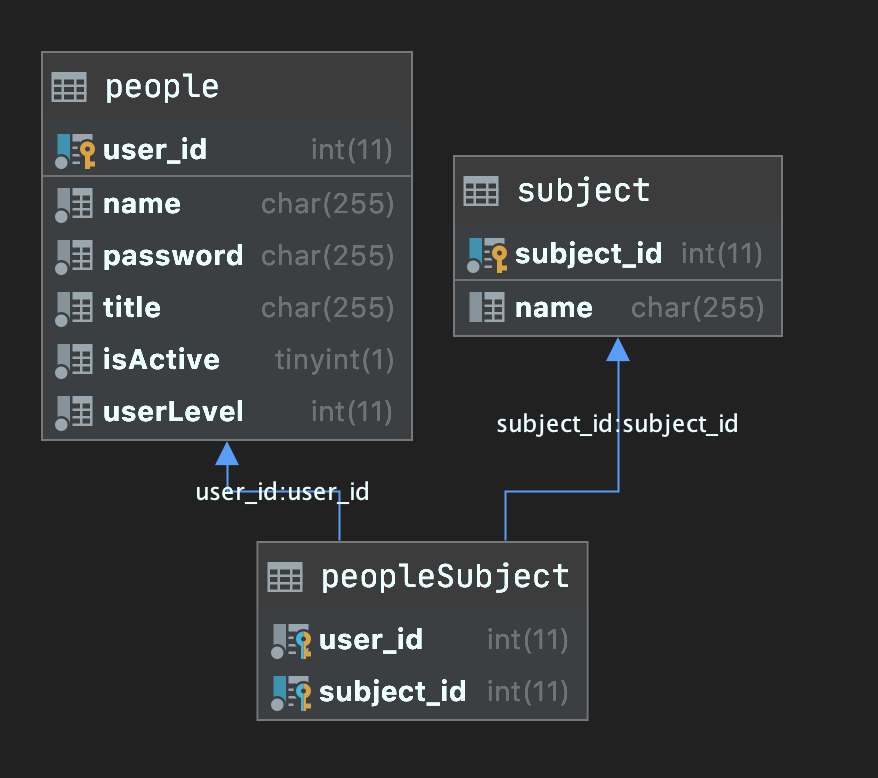 people
user_id int(11)
name char(255)
password char(255)
title char(255)
isActive tinyint(1)
userLevel int(11)
subject
subject_id int(11)
name char(255)
subject_id:subject_id
user_id:user_id
peopleSubject
user_id int(11)
subject_id int(11)